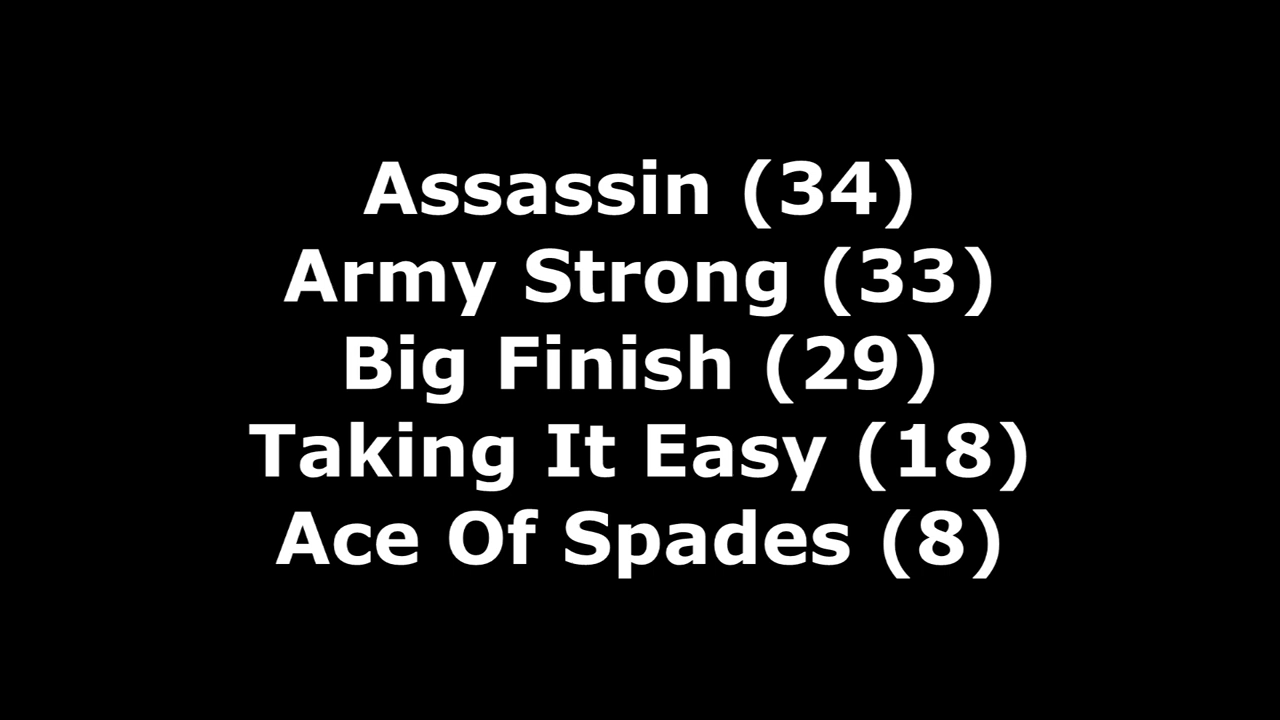 Assassin (34)
Army Strong (33)
Big Finish (29)
Taking It Easy (18)
Ace Of Spades (8)